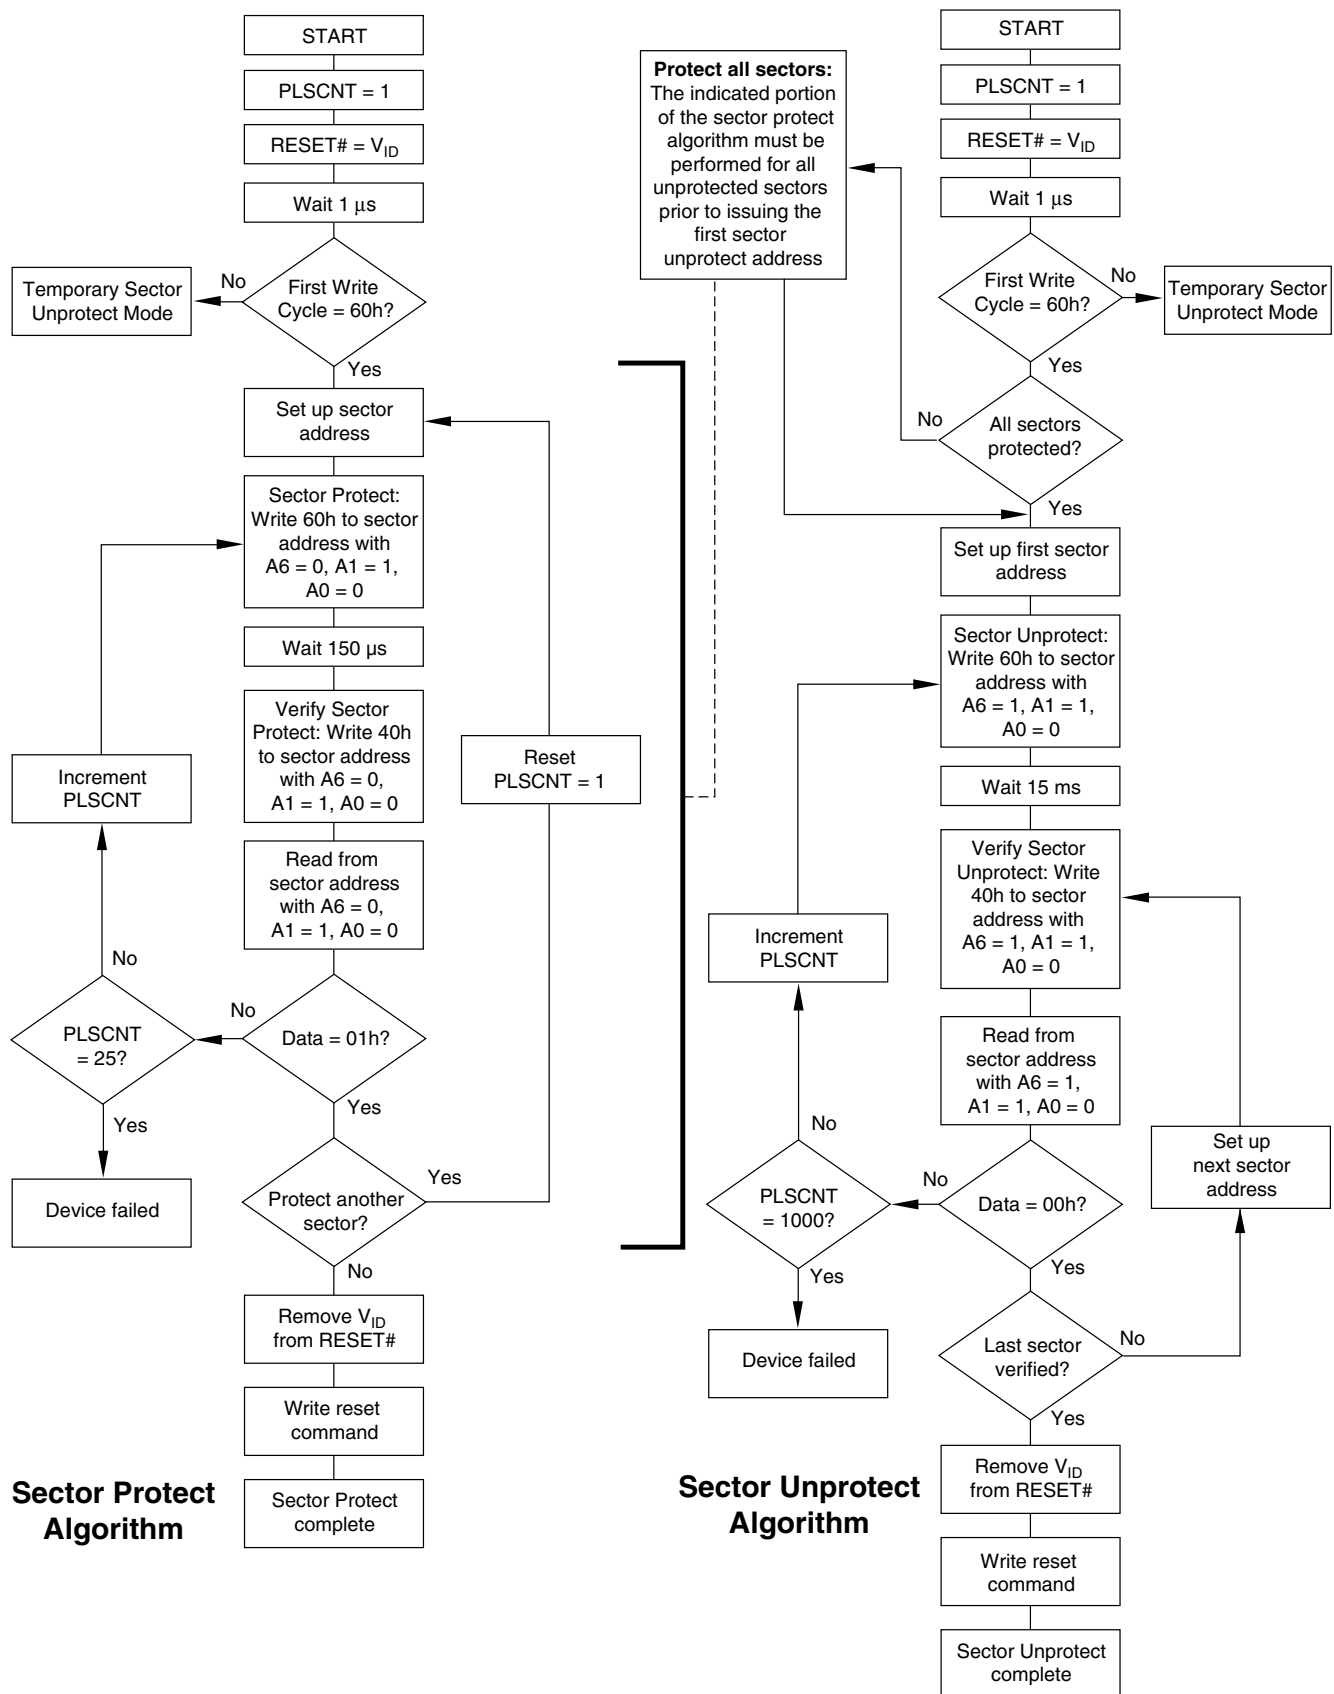 START
PLSCNT = 1
RESET# = VID
Wait 1 μs
First Write
Cycle = 60h?
No
Temporary Sector
Unprotect Mode
Yes
Set up sector
address
Sector Protect:
Write 60h to sector
address with
A6 = 0, A1 = 1,
A0 = 0
Wait 150 µs
Verify Sector
Protect: Write 40h
to sector address
with A6 = 0,
A1 = 1, A0 = 0
Read from
sector address
with A6 = 0,
A1 = 1, A0 = 0
Data = 01h?
No
PLSCNT
= 25?
No
Increment
PLSCNT
Yes
Device failed
Yes
Protect another
sector?
Yes
Reset
PLSCNT = 1
No
Remove VID
from RESET#
Write reset
command
Sector Protect
complete
Sector Protect
Algorithm
Protect all sectors:
The indicated portion
of the sector protect
algorithm must be
performed for all
unprotected sectors
prior to issuing the
first sector
unprotect address
START
PLSCNT = 1
RESET# = VID
Wait 1 μs
First Write
Cycle = 60h?
No
Temporary Sector
Unprotect Mode
Yes
All sectors
protected?
No
Yes
Set up first sector
address
Sector Unprotect:
Write 60h to sector
address with
A6 = 1, A1 = 1,
A0 = 0
Wait 15 ms
Verify Sector
Unprotect: Write
40h to sector
address with
A6 = 1, A1 = 1,
A0 = 0
Read from
sector address
with A6 = 1,
A1 = 1, A0 = 0
Data = 00h?
No
PLSCNT
= 1000?
No
Increment
PLSCNT
Yes
Device failed
Yes
Last sector
verified?
No
Set up
next sector
address
Yes
Remove VID
from RESET#
Write reset
command
Sector Unprotect
complete
Sector Unprotect
Algorithm